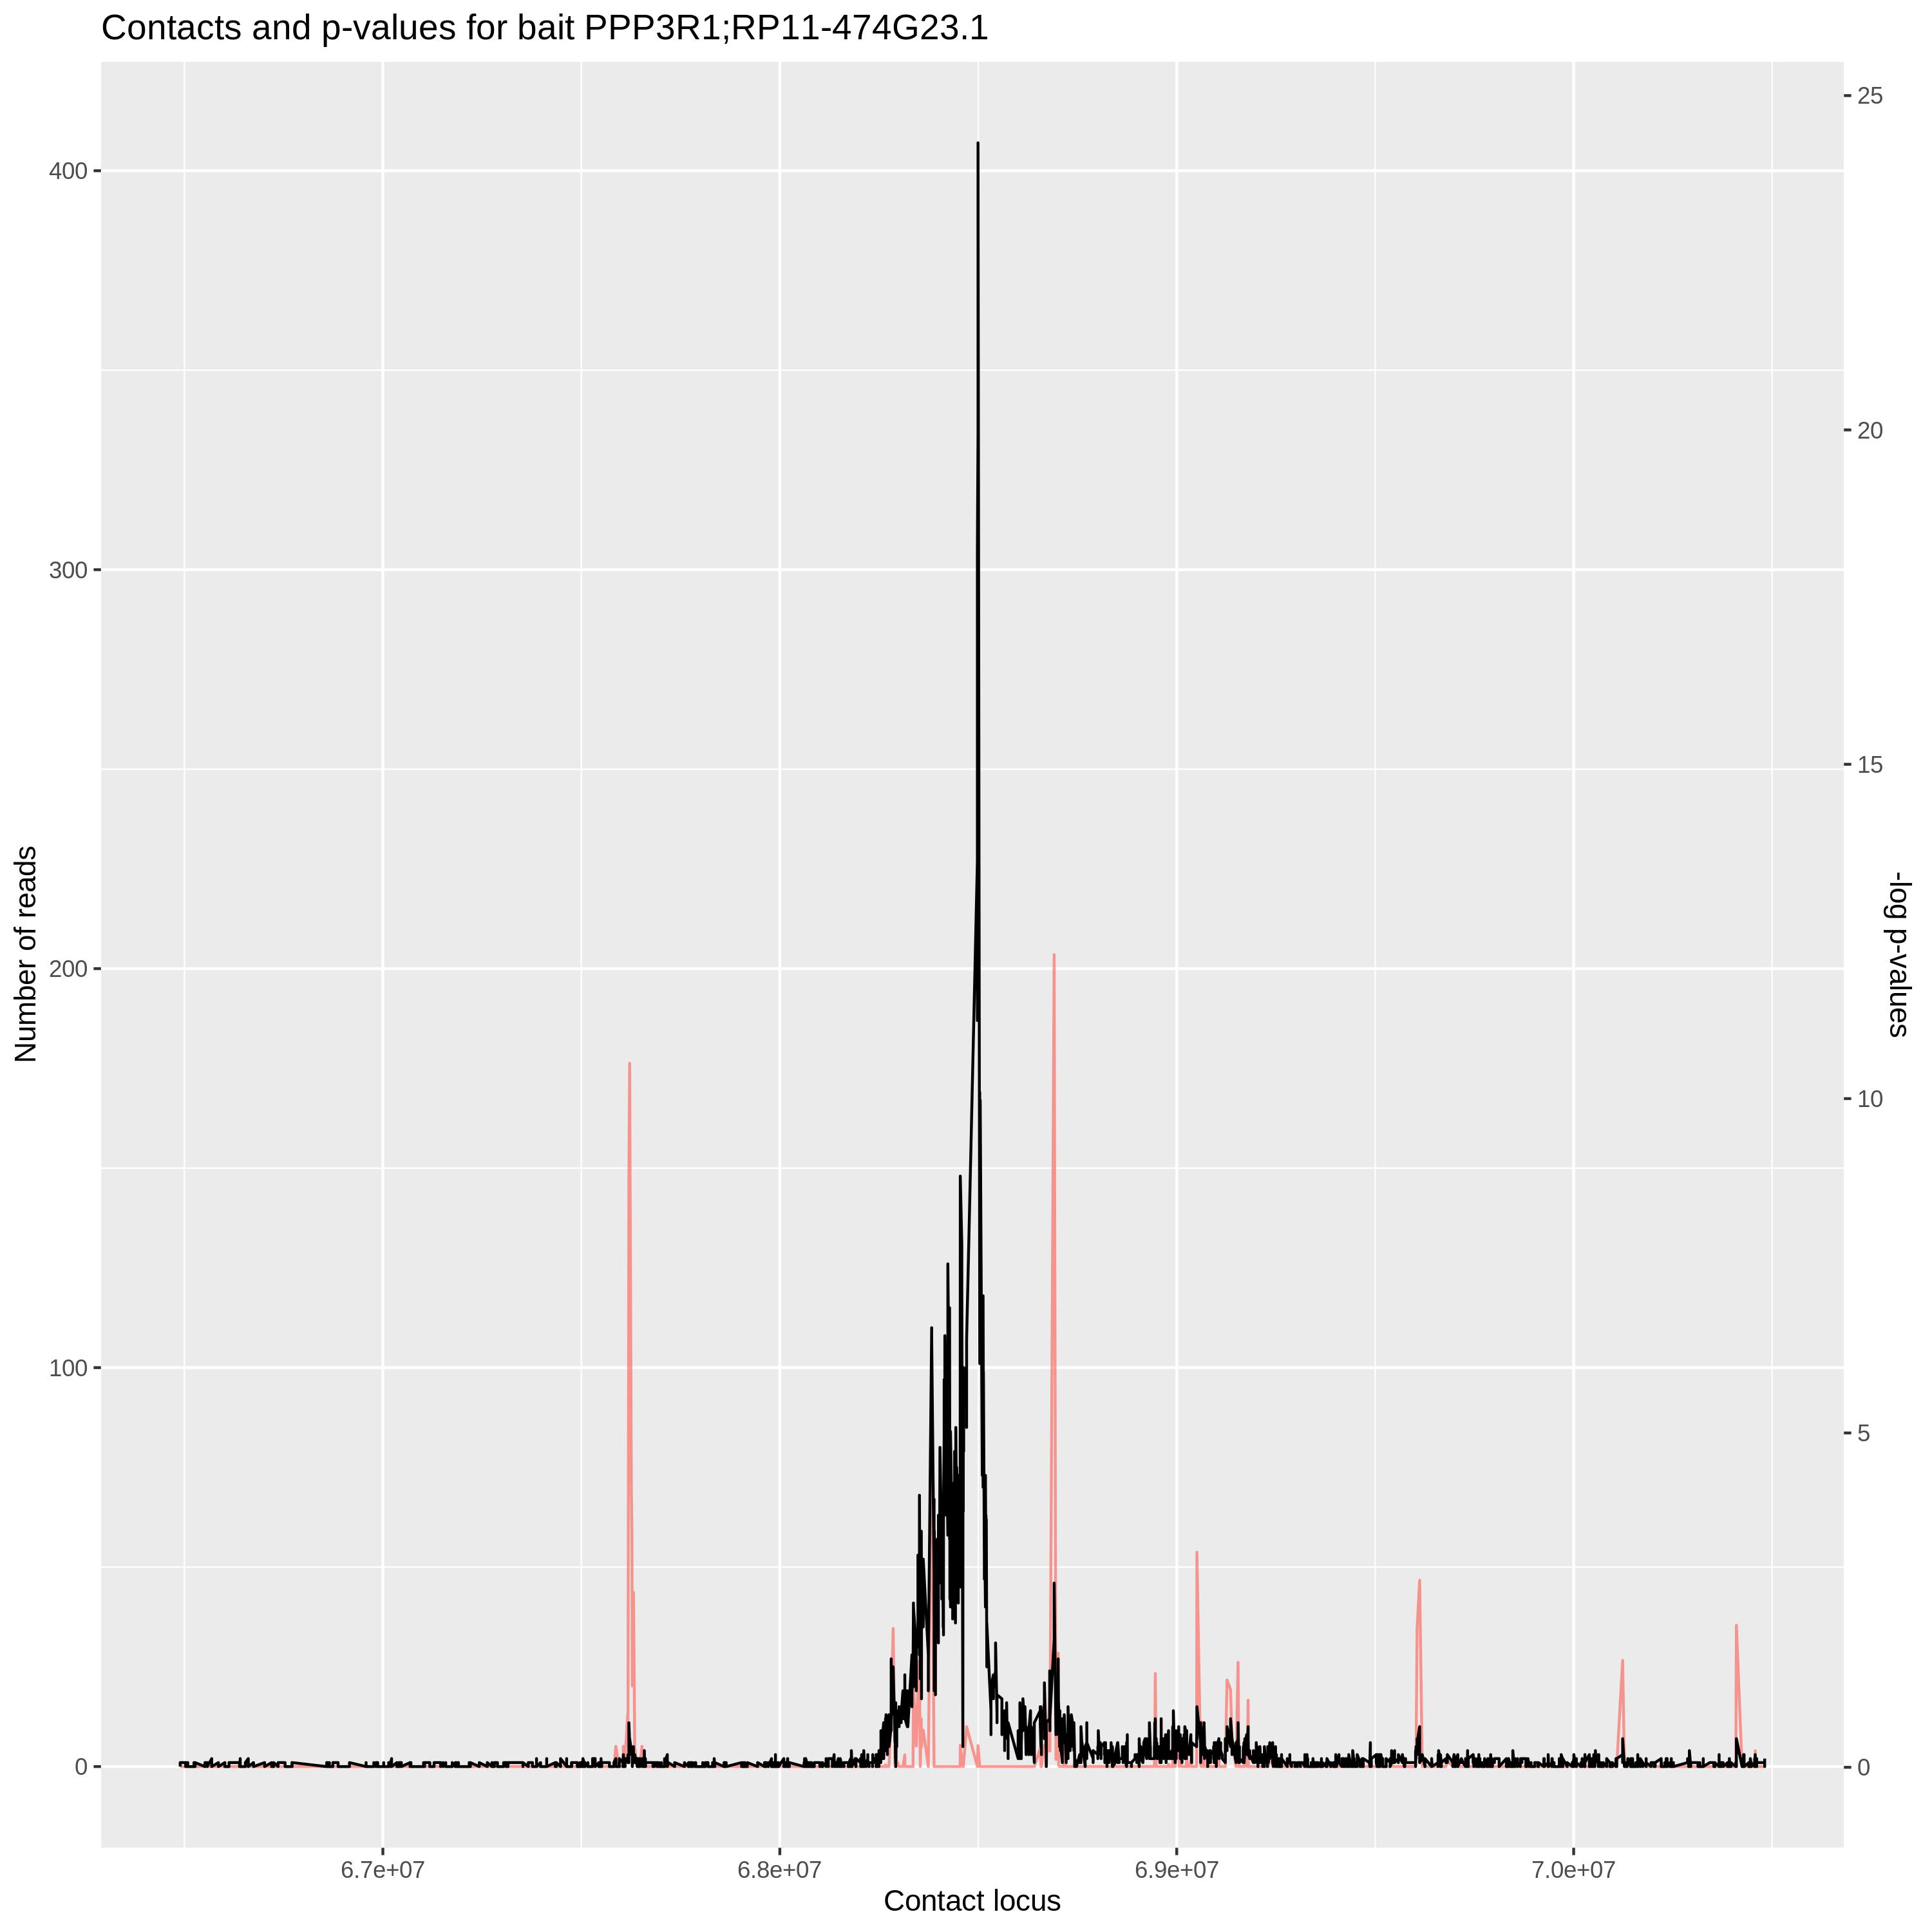 Contacts and p-values for bait PPP3R1;RP11-474G23.1
400
300
200
100
0
Number of reads
25
20
15
10
5
0
-log p-values
6.7e+07
6.8e+07
6.9e+07
7.0e+07
Contact locus